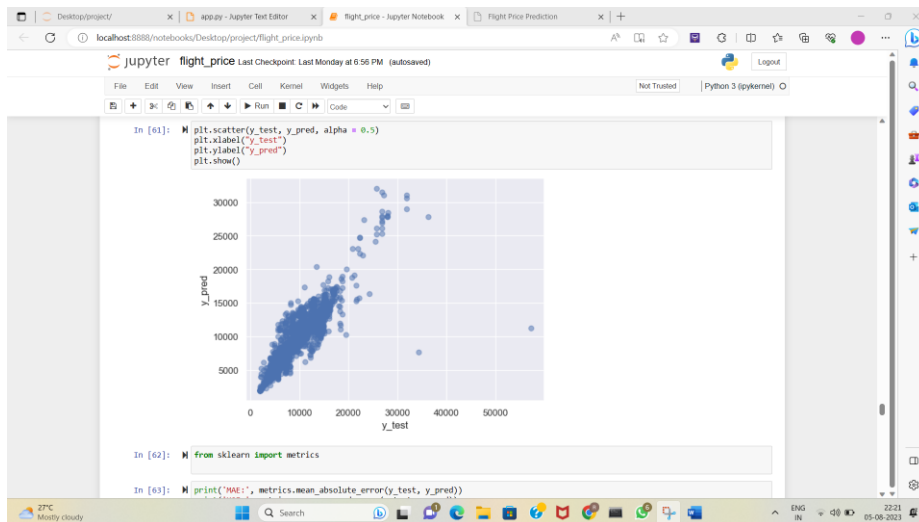 Desktop/project/
app.py - Jupyter Text Editor
flight_price - Jupyter Notebook
Flight Price Prediction
localhost:8888/notebooks/Desktop/project/flight_price.ipynb
jupyter flight_price Last Checkpoint: Last Monday at 6:56 PM (autosaved)
Logout
File Edit View Insert Cell Kernel Widgets Help
Not Trusted
Python 3 (ipykernel)
Run
Code
In [61]: plt.scatter(y_test, y_pred, alpha = 0.5)
plt.xlabel("y_test")
plt.ylabel("y_pred")
plt.show()
30000
25000
20000
15000
10000
5000
y_pred
0 10000 20000 30000 40000 50000
y_test
In [62]: from sklearn import metrics
In [63]: print('MAE:', metrics.mean_absolute_error(y_test, y_pred))
27°C
Mostly cloudy
Search
ENG
IN
22:21
05-08-2023